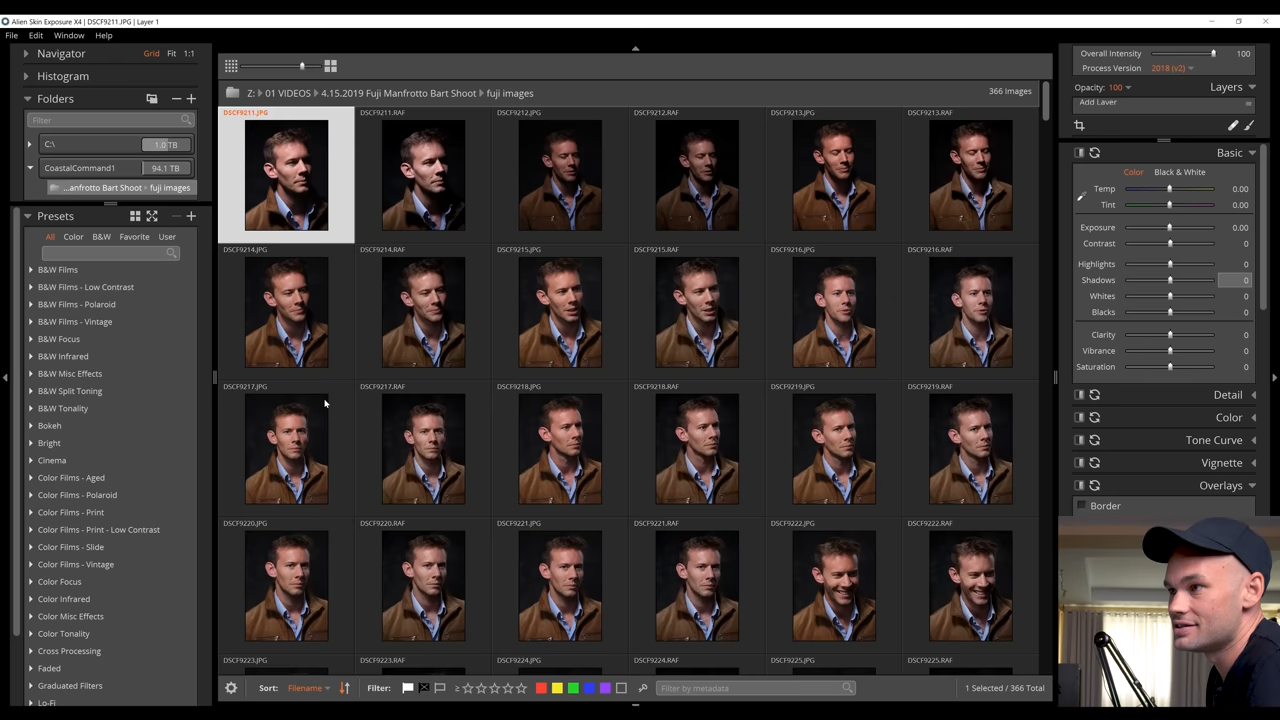 Alien Skin Exposure X4 | DSCF9211.JPG | Layer 1
File Edit Window Help
Navigator Grid Fit 1:1
Histogram
Folders
Filter
C:\ 1.0 TB
CoastalCommand1 94.1 TB
...anfrotto Bart Shoot fuji images
Presets
All Color B&W Favorite User
B&W Films
B&W Films - Low Contrast
B&W Films - Polaroid
B&W Films - Vintage
B&W Focus
B&W Infrared
B&W Misc Effects
B&W Split Toning
B&W Tonality
Bokeh
Bright
Cinema
Color Films - Aged
Color Films - Polaroid
Color Films - Print
Color Films - Print - Low Contrast
Color Films - Slide
Color Films - Vintage
Color Focus
Color Infrared
Color Misc Effects
Color Tonality
Cross Processing
Faded
Graduated Filters
Lo-Fi
Z: 01 VIDEOS 4.15.2019 Fuji Manfrotto Bart Shoot fuji images 366 Images
DSCF9211.JPG DSCF9211.RAF DSCF9212.JPG DSCF9212.RAF DSCF9213.JPG DSCF9213.RAF
DSCF9214.JPG DSCF9214.RAF DSCF9215.JPG DSCF9215.RAF DSCF9216.JPG DSCF9216.RAF
DSCF9217.JPG DSCF9217.RAF DSCF9218.JPG DSCF9218.RAF DSCF9219.JPG DSCF9219.RAF
DSCF9220.JPG DSCF9220.RAF DSCF9221.JPG DSCF9221.RAF DSCF9222.JPG DSCF9222.RAF
DSCF9223.JPG DSCF9223.RAF DSCF9224.JPG DSCF9224.RAF DSCF9225.JPG DSCF9225.RAF
Sort: Filename Filter: ≥ Filter by metadata 1 Selected / 366 Total
Overall Intensity 100
Process Version 2018 (v2)
Opacity: 100 Layers
Add Layer
Basic
Color Black & White
Temp 0.00
Tint 0.00
Exposure 0.00
Contrast 0
Highlights 0
Shadows 0
Whites 0
Blacks 0
Clarity 0
Vibrance 0
Saturation 0
Detail
Color
Tone Curve
Vignette
Overlays
Border